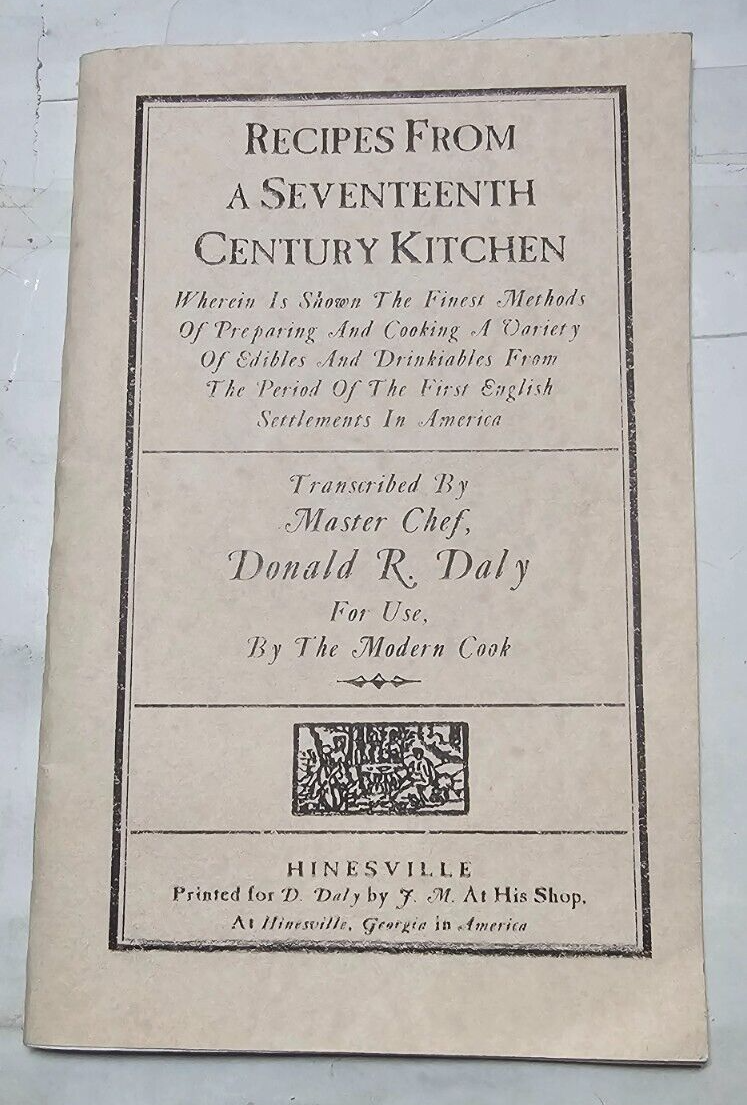 RECIPES FROM
A SEVENTEENTH
CENTURY KITCHEN
Wherein Is Shown The Finest Methods
Of Preparing And Cooking A Variety
Of Edibles And Drinkiables From
The Period Of The First English
Settlements In America
Transcribed By
Master Chef,
Donald R. Daly
For Use,
By The Modern Cook
HINESVILLE
Printed for D. Daly by J. M. At His Shop,
At Hinesville, Georgia in America